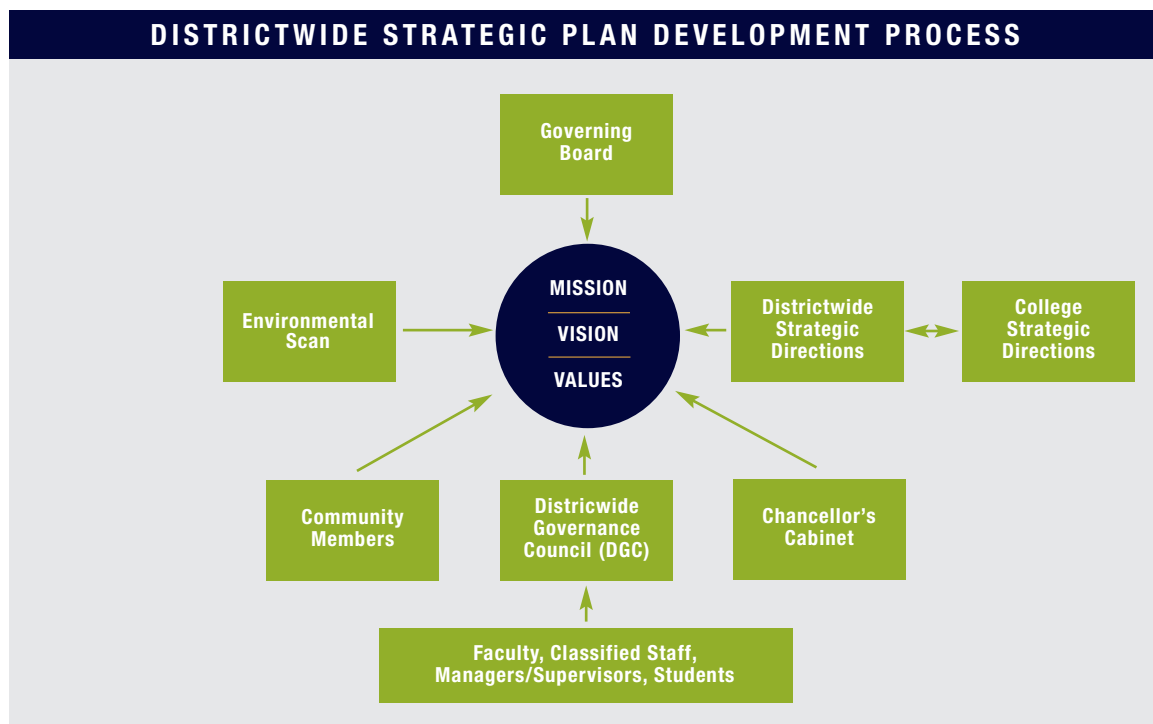 DISTRICTWIDE STRATEGIC PLAN DEVELOPMENT PROCESS
Governing
Board
Environmental
Scan
MISSION
VISION
VALUES
Districtwide
Strategic
Directions
College
Strategic
Directions
Community
Members
Districwide
Governance
Council (DGC)
Chancellor’s
Cabinet
Faculty, Classified Staff,
Managers/Supervisors, Students